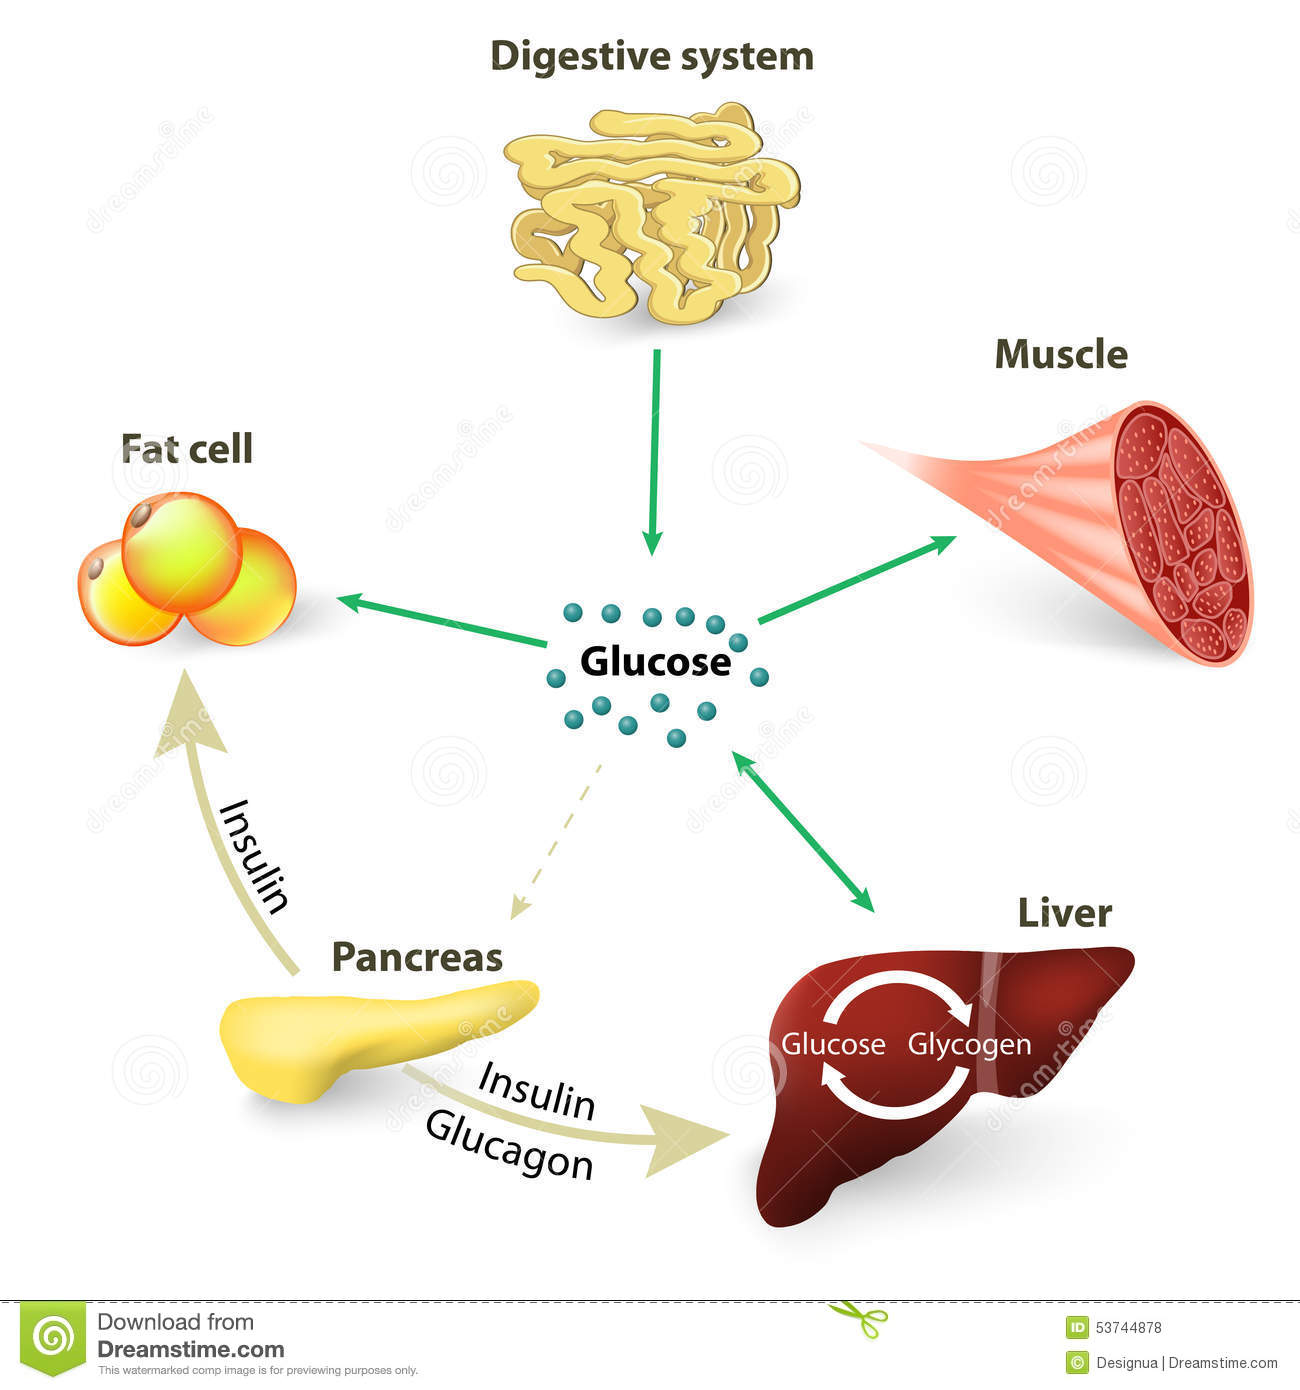 Digestive system
Muscle
Fat cell
Glucose
Insulin
Liver
Pancreas
Glucose Glycogen
Insulin
Glucagon
dreamstime
Download from
Dreamstime.com
This watermarked comp image is for previewing purposes only.
ID 53744878
© Designua | Dreamstime.com